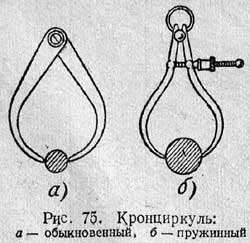 а) б)
Рис. 75. Кронциркуль:
а — обыкновенный, б — пружинный